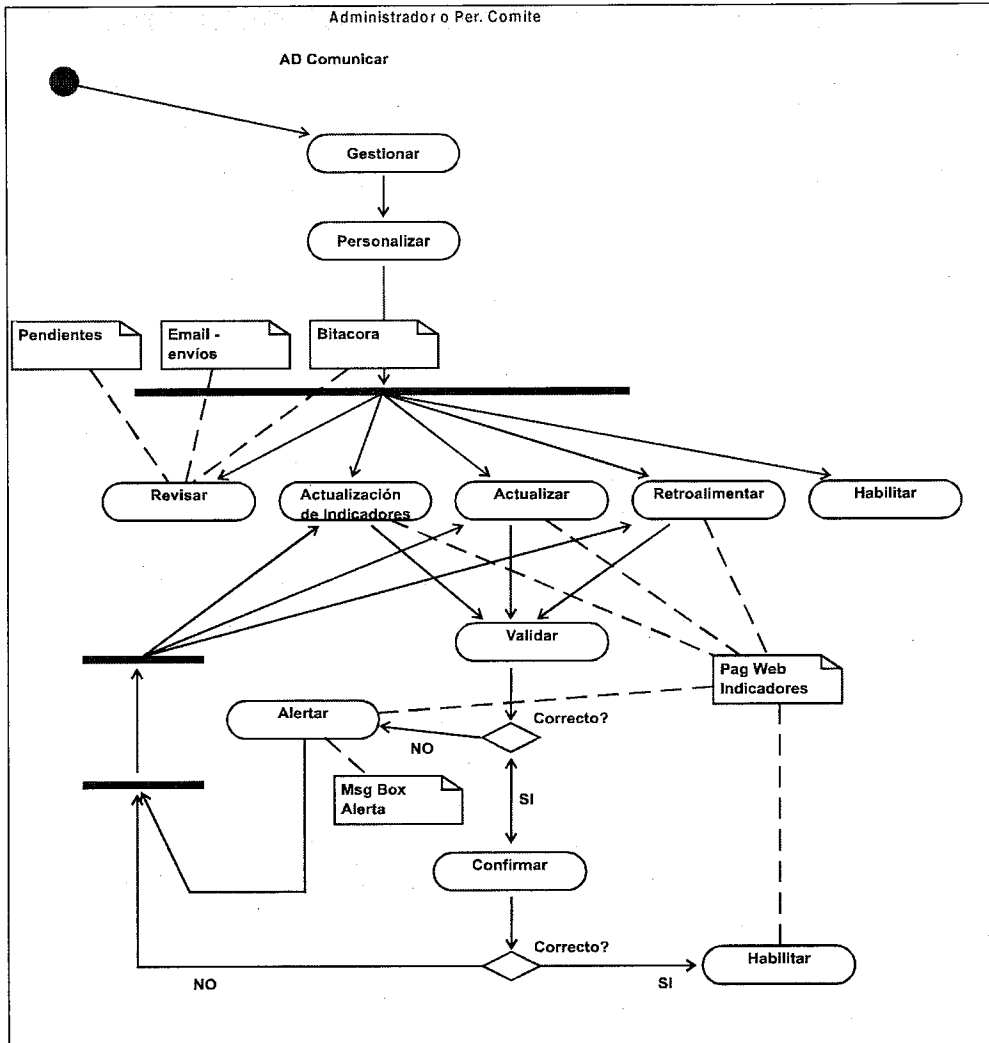 Administrador o Per. Comite
AD Comunicar
Gestionar
Personalizar
Pendientes
Email -
envíos
Bitacora
Revisar
Actualización
de Indicadores
Actualizar
Retroalimentar
Habilitar
Validar
Pag Web
Indicadores
Alertar
Correcto?
NO
Msg Box
Alerta
SI
Confirmar
Correcto?
Habilitar
NO
SI